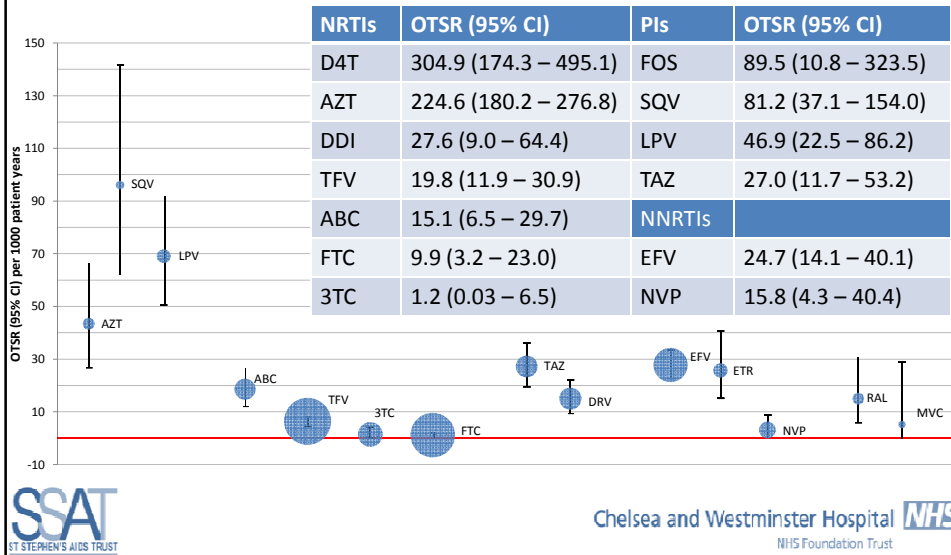 NRTIs OTSR (95% CI) PIs OTSR (95% CI)
D4T 304.9 (174.3 – 495.1) FOS 89.5 (10.8 – 323.5)
AZT 224.6 (180.2 – 276.8) SQV 81.2 (37.1 – 154.0)
DDI 27.6 (9.0 – 64.4) LPV 46.9 (22.5 – 86.2)
TFV 19.8 (11.9 – 30.9) TAZ 27.0 (11.7 – 53.2)
ABC 15.1 (6.5 – 29.7) NNRTIs
FTC 9.9 (3.2 – 23.0) EFV 24.7 (14.1 – 40.1)
3TC 1.2 (0.03 – 6.5) NVP 15.8 (4.3 – 40.4)
OTSR (95% CI) per 1000 patient years
150
130
110
90
70
50
30
10
-10
SQV
LPV
AZT
ABC
TFV
3TC
FTC
TAZ
DRV
EFV
ETR
NVP
RAL
MVC
SSAT
ST STEPHEN'S AIDS TRUST
Chelsea and Westminster Hospital NHS
NHS Foundation Trust